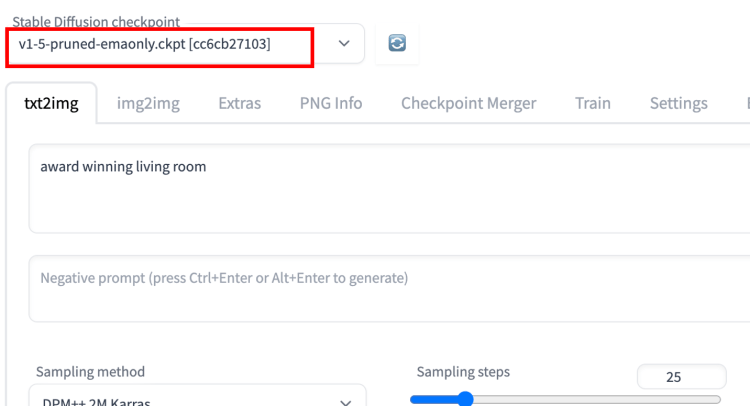 Stable Diffusion checkpoint
v1-5-pruned-emaonly.ckpt [cc6cb27103]
txt2img img2img Extras PNG Info Checkpoint Merger Train Settings
award winning living room
Negative prompt (press Ctrl+Enter or Alt+Enter to generate)
Sampling method Sampling steps 25
DPM++ 2M Karras